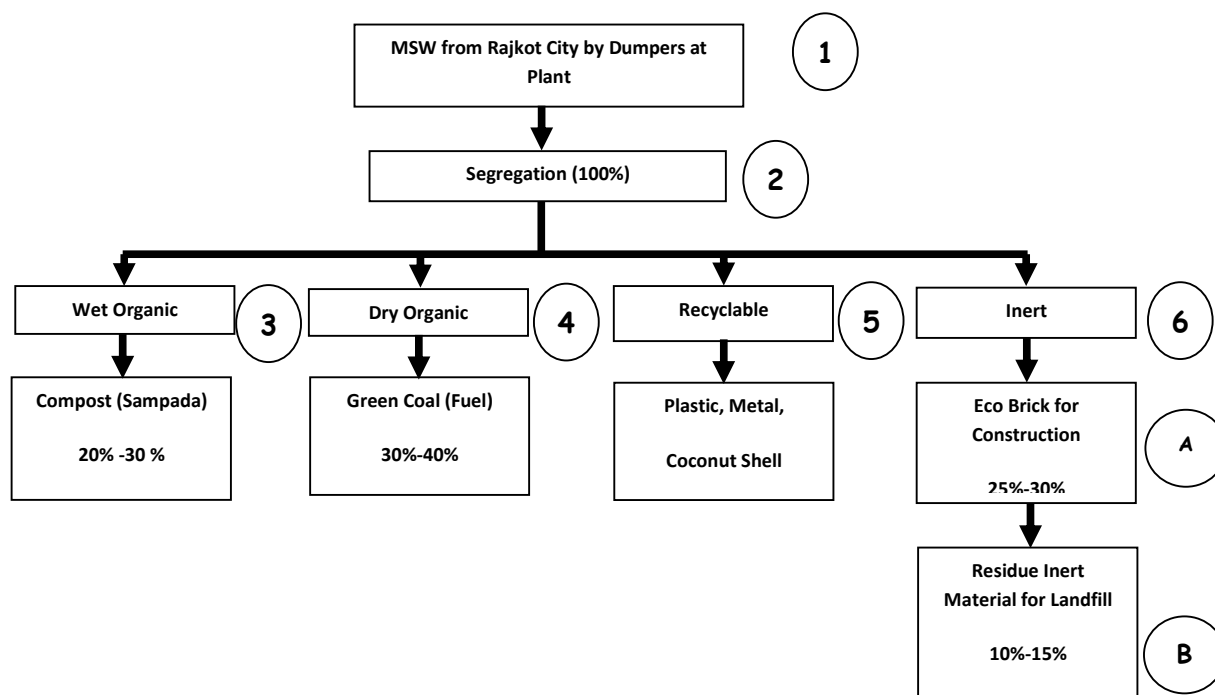 MSW from Rajkot City by Dumpers at
Plant
1
Segregation (100%)
2
Wet Organic
3
Dry Organic
4
Recyclable
5
Inert
6
Compost (Sampada)
20% -30 %
Green Coal (Fuel)
30%-40%
Plastic, Metal,
Coconut Shell
Eco Brick for
Construction
25%-30%
A
Residue Inert
Material for Landfill
10%-15%
B